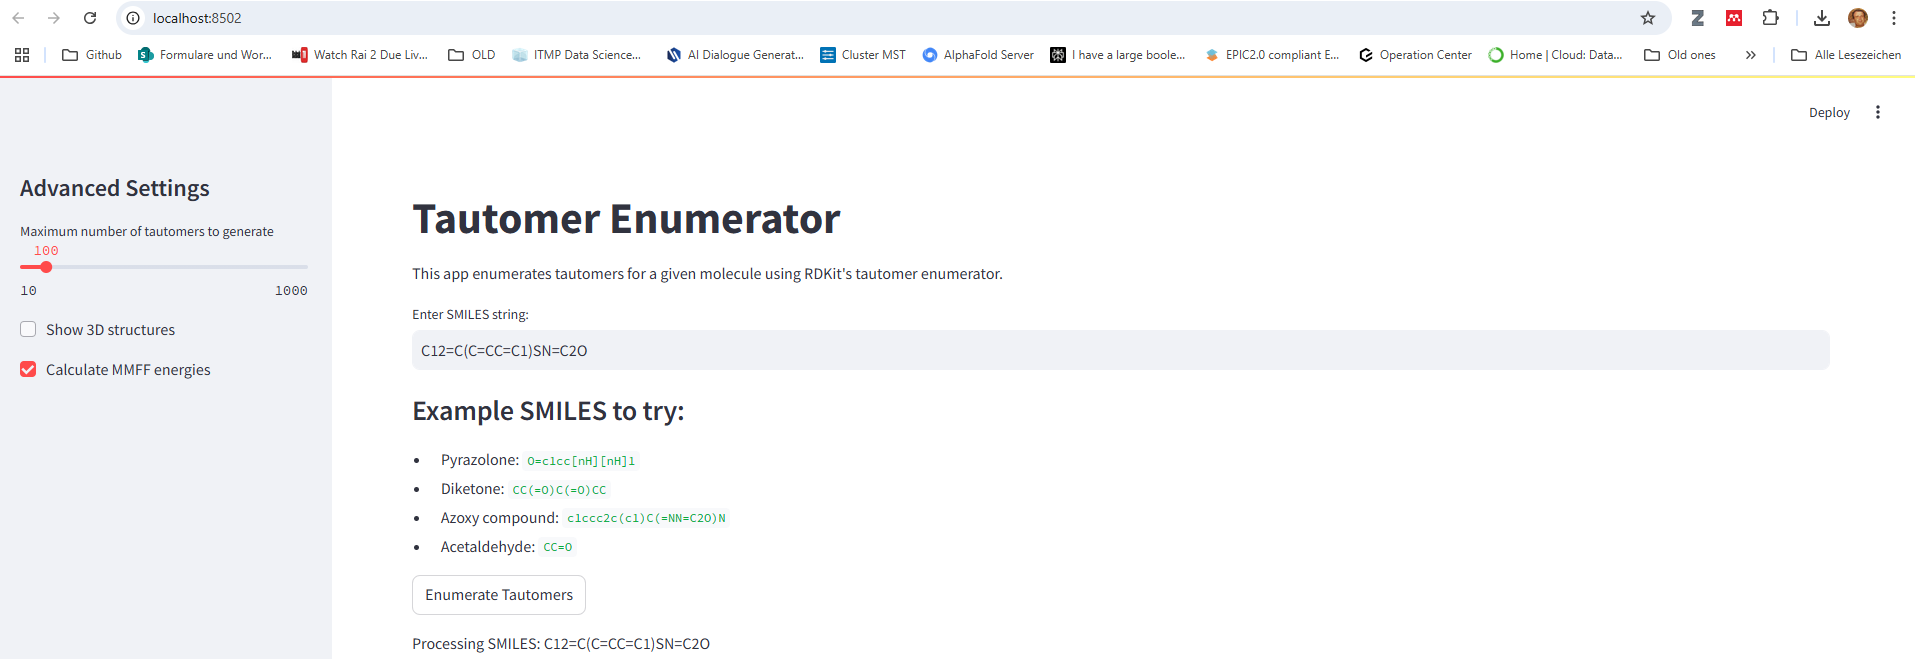 localhost:8502
Github
Formulare und Wor...
Watch Rai 2 Due Liv...
OLD
ITMP Data Science...
AI Dialogue Generat...
Cluster MST
AlphaFold Server
I have a large boole...
EPIC2.0 compliant E...
Operation Center
Home | Cloud: Data...
Old ones
Alle Lesezeichen
Deploy
Advanced Settings
Maximum number of tautomers to generate
100
10 1000
Show 3D structures
Calculate MMFF energies
Tautomer Enumerator
This app enumerates tautomers for a given molecule using RDKit's tautomer enumerator.
Enter SMILES string:
C12=C(C=CC=C1)SN=C2O
Example SMILES to try:
• Pyrazolone: O=c1cc[nH][nH]1
• Diketone: CC(=O)C(=O)CC
• Azoxy compound: c1ccc2c(c1)C(=NN=C2O)N
• Acetaldehyde: CC=O
Enumerate Tautomers
Processing SMILES: C12=C(C=CC=C1)SN=C2O